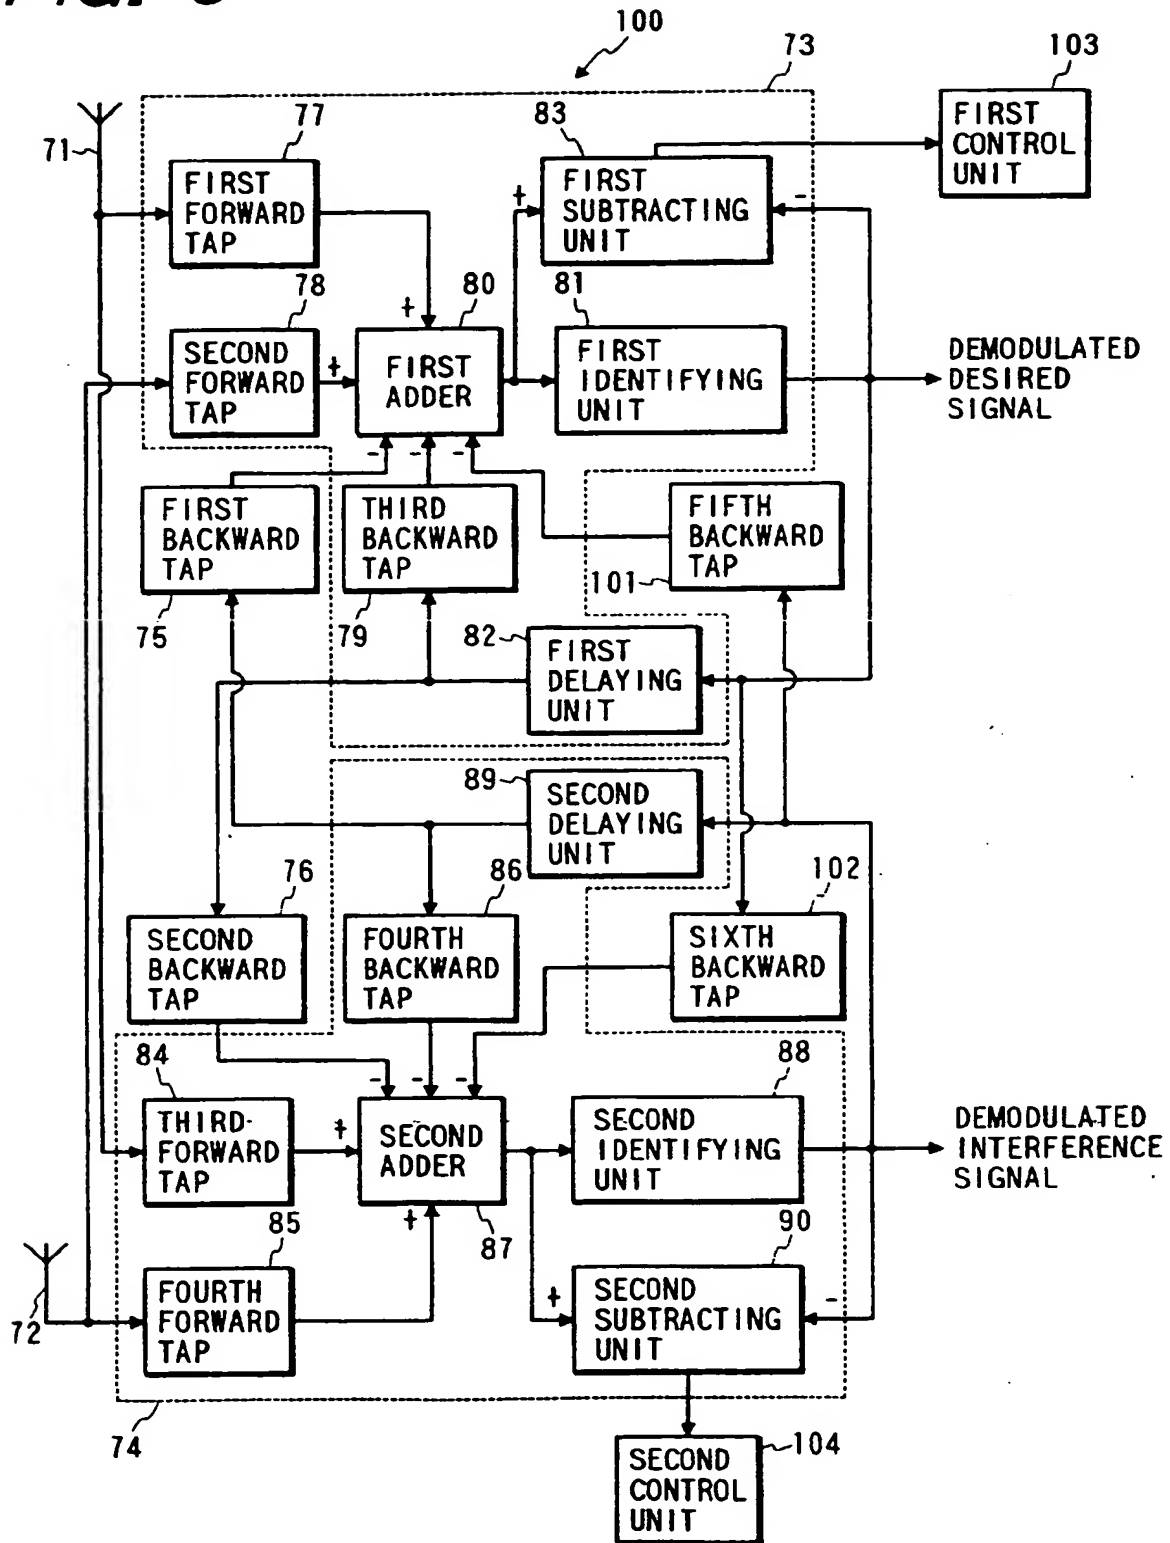 100
73
103
77
83
FIRST
CONTROL
UNIT
71
FIRST
FORWARD
TAP
+
FIRST
SUBTRACTING
UNIT
-
78
+
80
81
SECOND
FORWARD
TAP
+
FIRST
ADDER
FIRST
IDENTIFYING
UNIT
DEMODULATED
DESIRED
SIGNAL
- - -
FIRST
BACKWARD
TAP
THIRD
BACKWARD
TAP
FIFTH
BACKWARD
TAP
101
75
79
82
FIRST
DELAYING
UNIT
89
SECOND
DELAYING
UNIT
76
86
102
SECOND
BACKWARD
TAP
FOURTH
BACKWARD
TAP
SIXTH
BACKWARD
TAP
84
- - -
88
THIRD
FORWARD
TAP
+
SECOND
ADDER
SECOND
IDENTIFYING
UNIT
DEMODULATED
INTERFERENCE
SIGNAL
85
+
87
90
72
FOURTH
FORWARD
TAP
+
SECOND
SUBTRACTING
UNIT
-
74
SECOND
CONTROL
UNIT
104